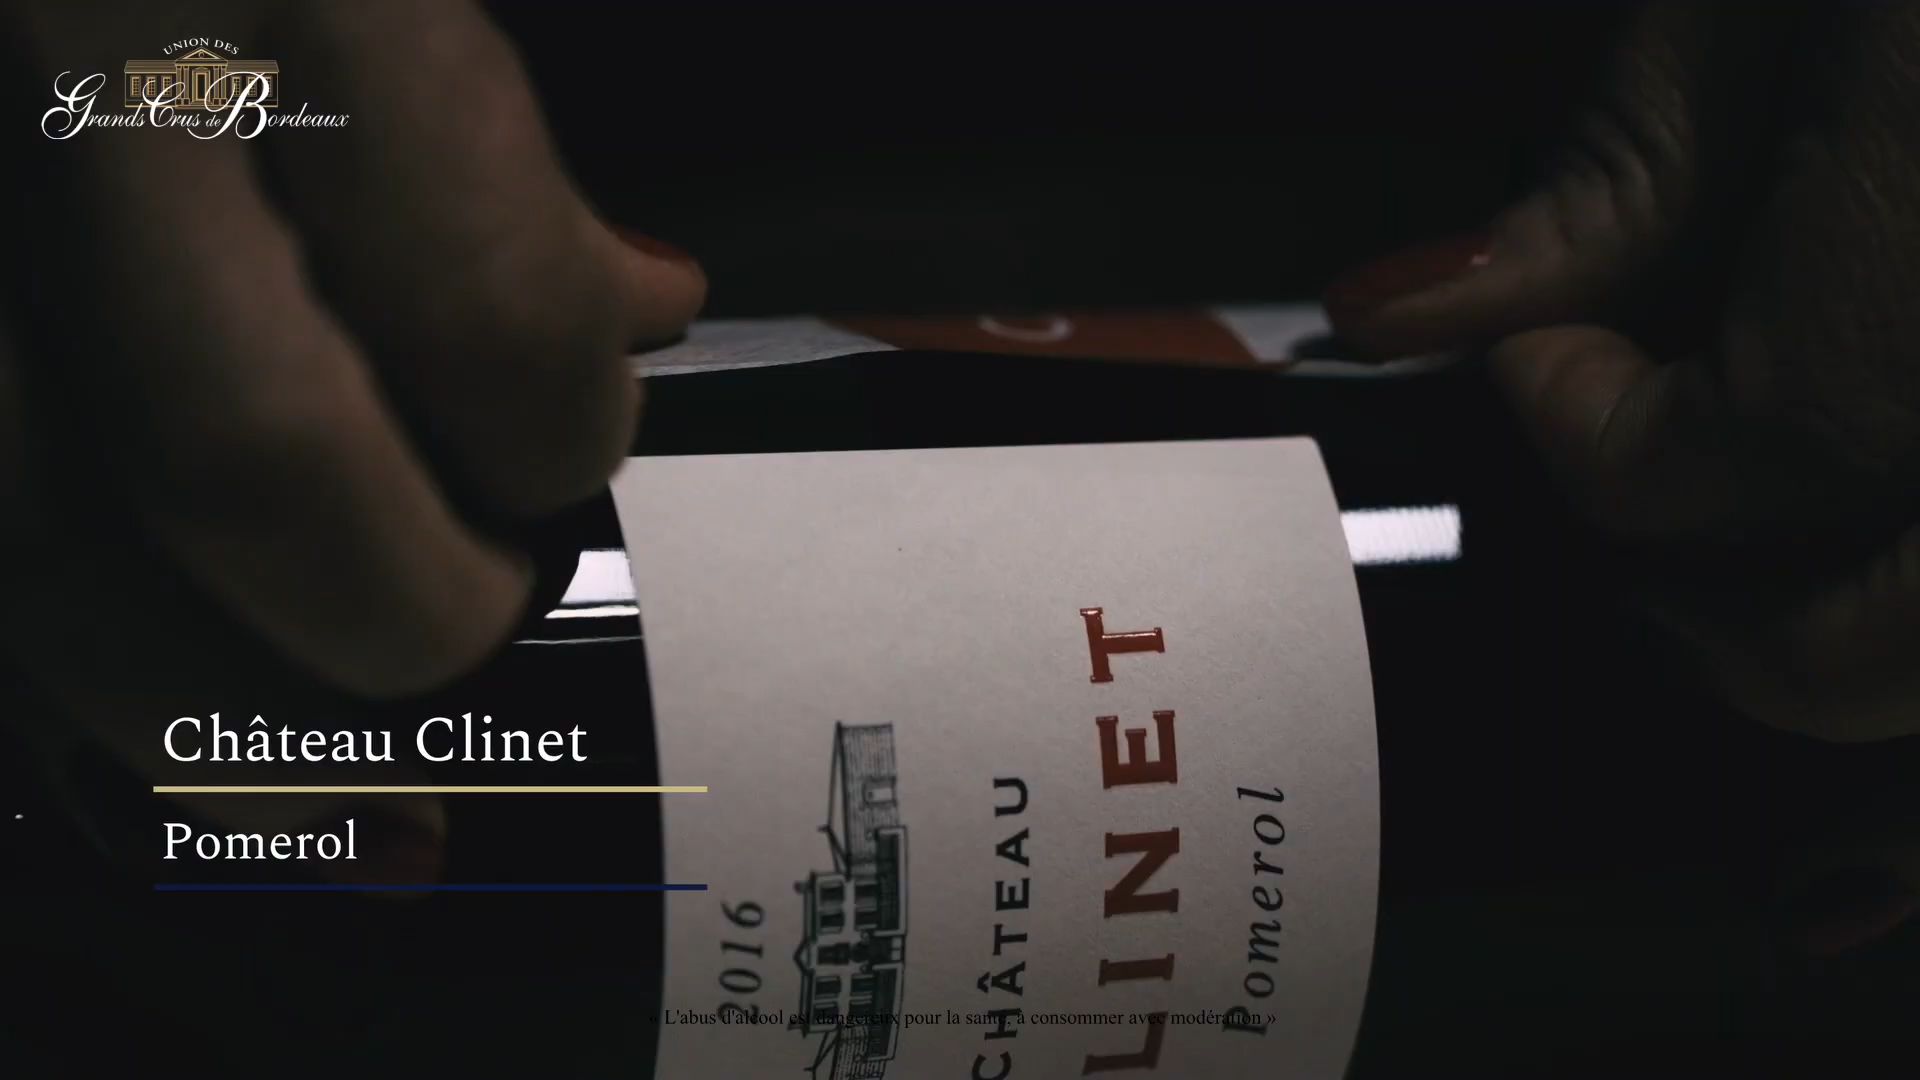 UNION DES
Grands Crus de Bordeaux
Château Clinet
Pomerol
2016
CHÂTEAU
LINET
Pomerol
« L'abus d'alcool est dangereux pour la santé, à consommer avec modération »